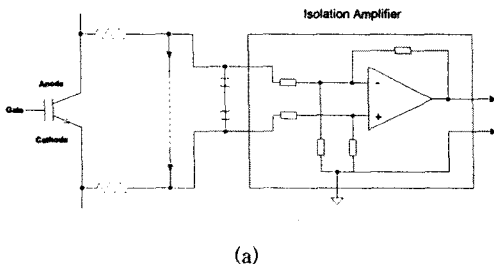 Isolation Amplifier
Anode
Gate
Cathode
-
+
(a)